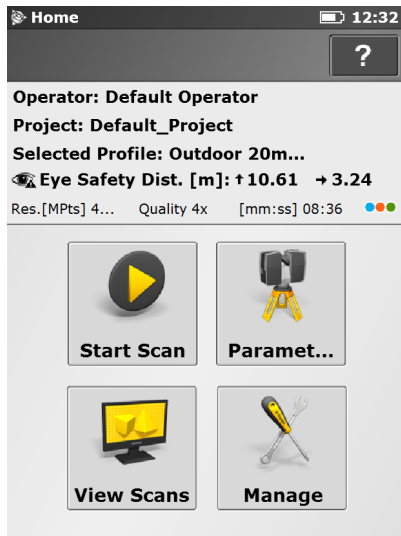 Home 12:32
?
Operator: Default Operator
Project: Default_Project
Selected Profile: Outdoor 20m...
Eye Safety Dist. [m]: ↑10.61 →3.24
Res.[MPts] 4... Quality 4x [mm:ss] 08:36
Start Scan Paramet...
View Scans Manage